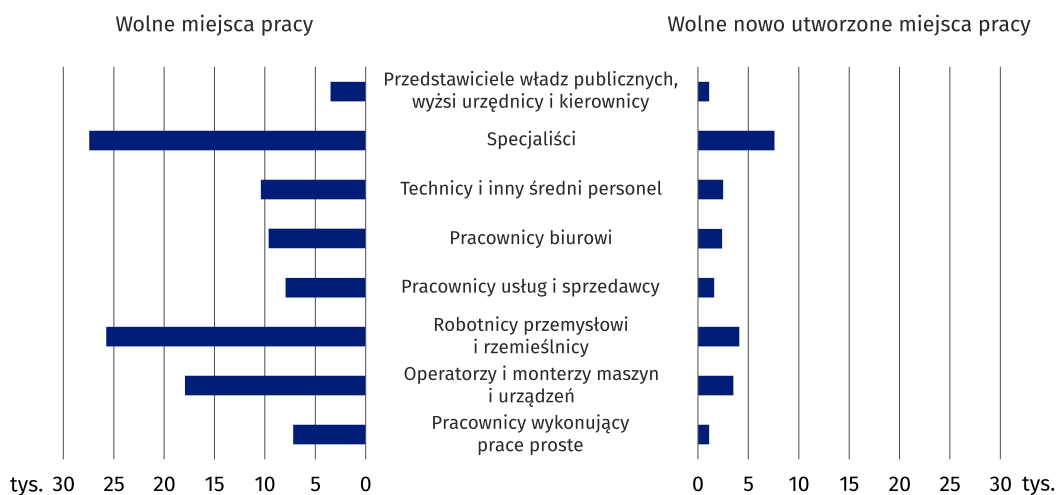 Wolne miejsca pracy
Wolne nowo utworzone miejsca pracy
Przedstawiciele władz publicznych,
wyżsi urzędnicy i kierownicy
Specjaliści
Technicy i inny średni personel
Pracownicy biurowi
Pracownicy usług i sprzedawcy
Robotnicy przemysłowi
i rzemieślnicy
Operatorzy i monterzy maszyn
i urządzeń
Pracownicy wykonujący
prace proste
tys. 30 25 20 15 10 5 0
0 5 10 15 20 25 30 tys.